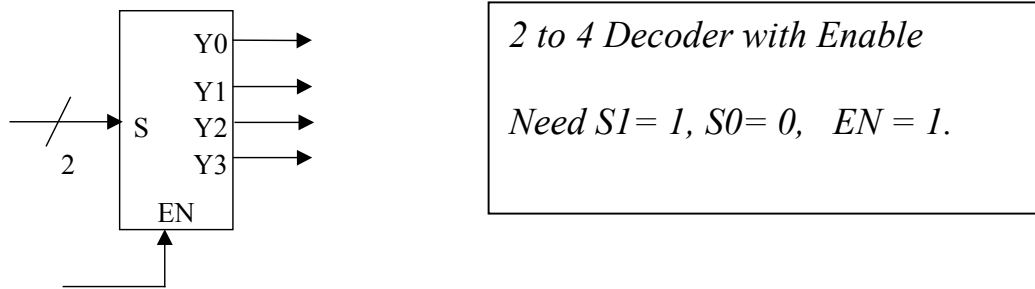 Y0
Y1
S
Y2
2
Y3
EN
2 to 4 Decoder with Enable
Need S1= 1, S0= 0, EN = 1.